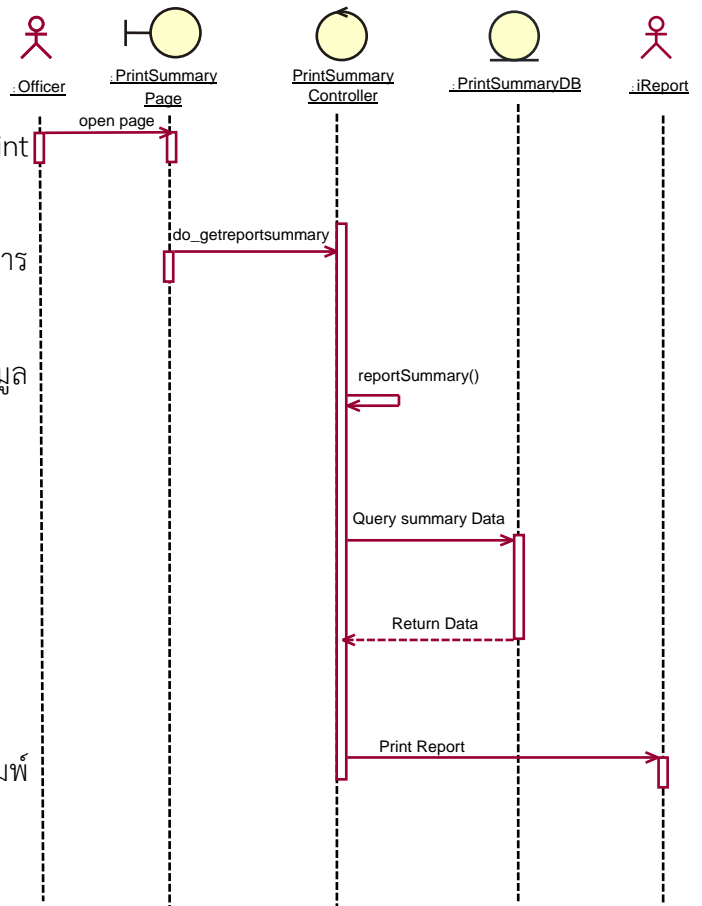 : Officer
: PrintSummary
Page
PrintSummary
Controller
: PrintSummaryDB
: iReport
open page
int
do_getreportsummary
าร
มูล
reportSummary()
Query summary Data
Return Data
Print Report
มพ์